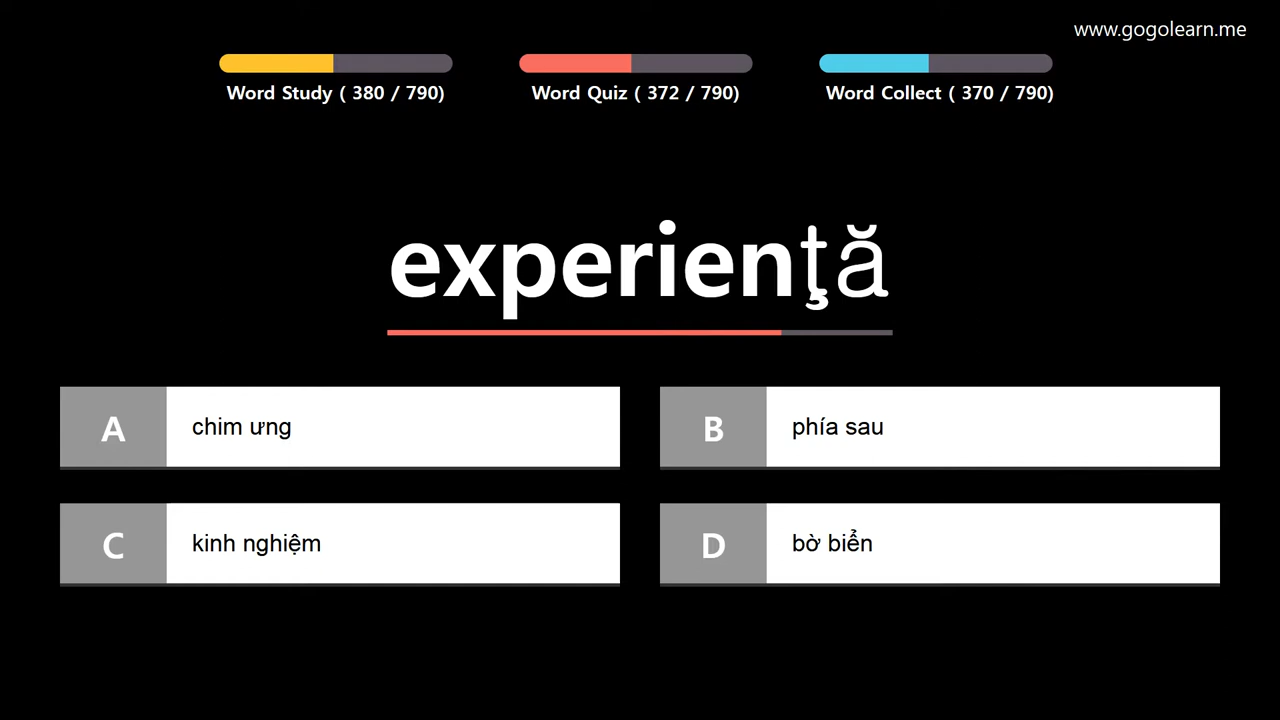 www.gogolearn.me
Word Study ( 380 / 790)
Word Quiz ( 372 / 790)
Word Collect ( 370 / 790)
experienţă
A
chim ưng
B
phía sau
C
kinh nghiệm
D
bờ biển